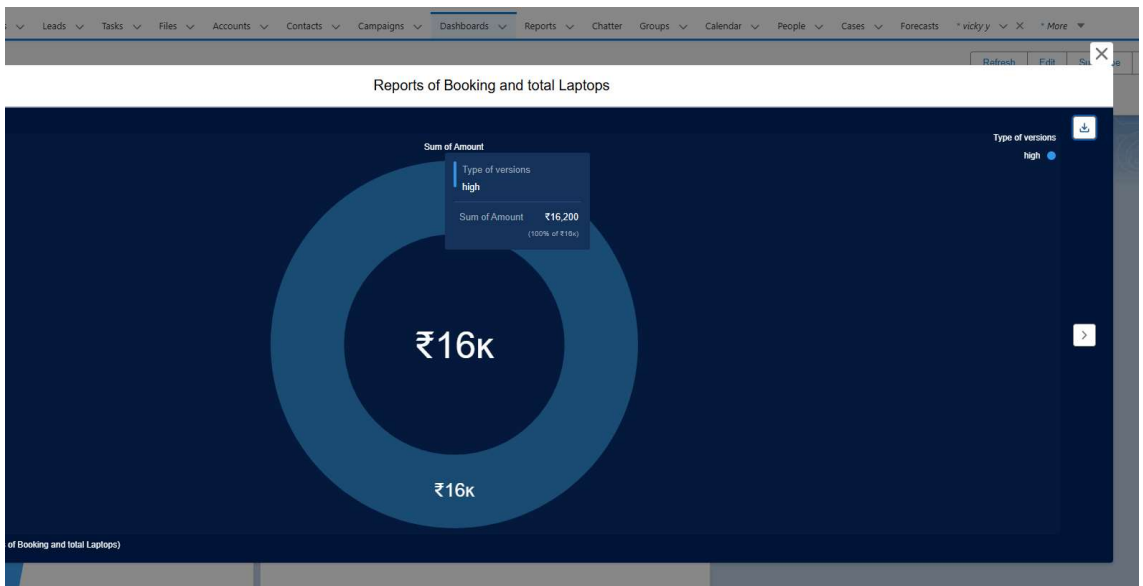 Leads Tasks Files Accounts Contacts Campaigns Dashboards Reports Chatter Groups Calendar People Cases Forecasts * vicky y * More
Refresh Edit
Reports of Booking and total Laptops
Sum of Amount
Type of versions
high
Type of versions
high
Sum of Amount ₹16,200
(100% of ₹16K)
₹16K
₹16K
of Booking and total Laptops)